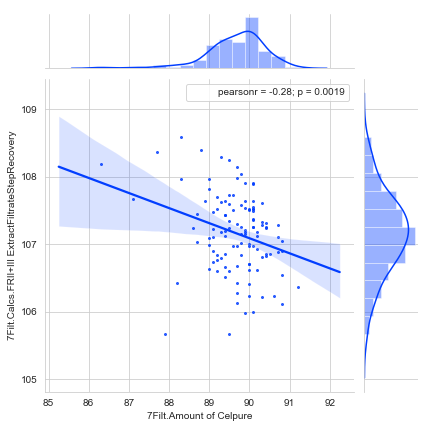 pearsonr = -0.28; p = 0.0019
109
108
107
106
105
7Filt.Calcs.FRII+III ExtractFiltrateStepRecovery
85 86 87 88 89 90 91 92
7Filt.Amount of Celpure